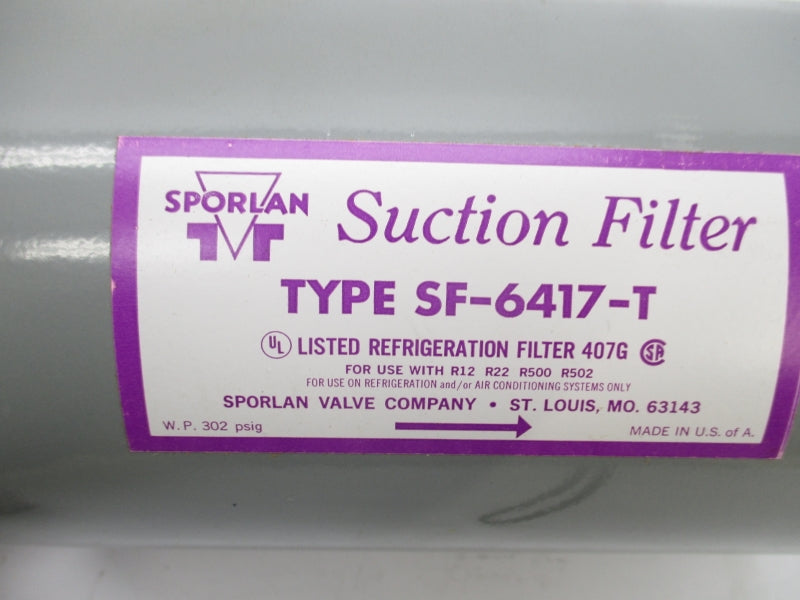 SPORLAN
Suction Filter
TYPE SF-6417-T
UL LISTED REFRIGERATION FILTER 407G SA
FOR USE WITH R12 R22 R500 R502
FOR USE ON REFRIGERATION and/or AIR CONDITIONING SYSTEMS ONLY
SPORLAN VALVE COMPANY • ST. LOUIS, MO. 63143
W.P. 302 psig
MADE IN U.S. of A.